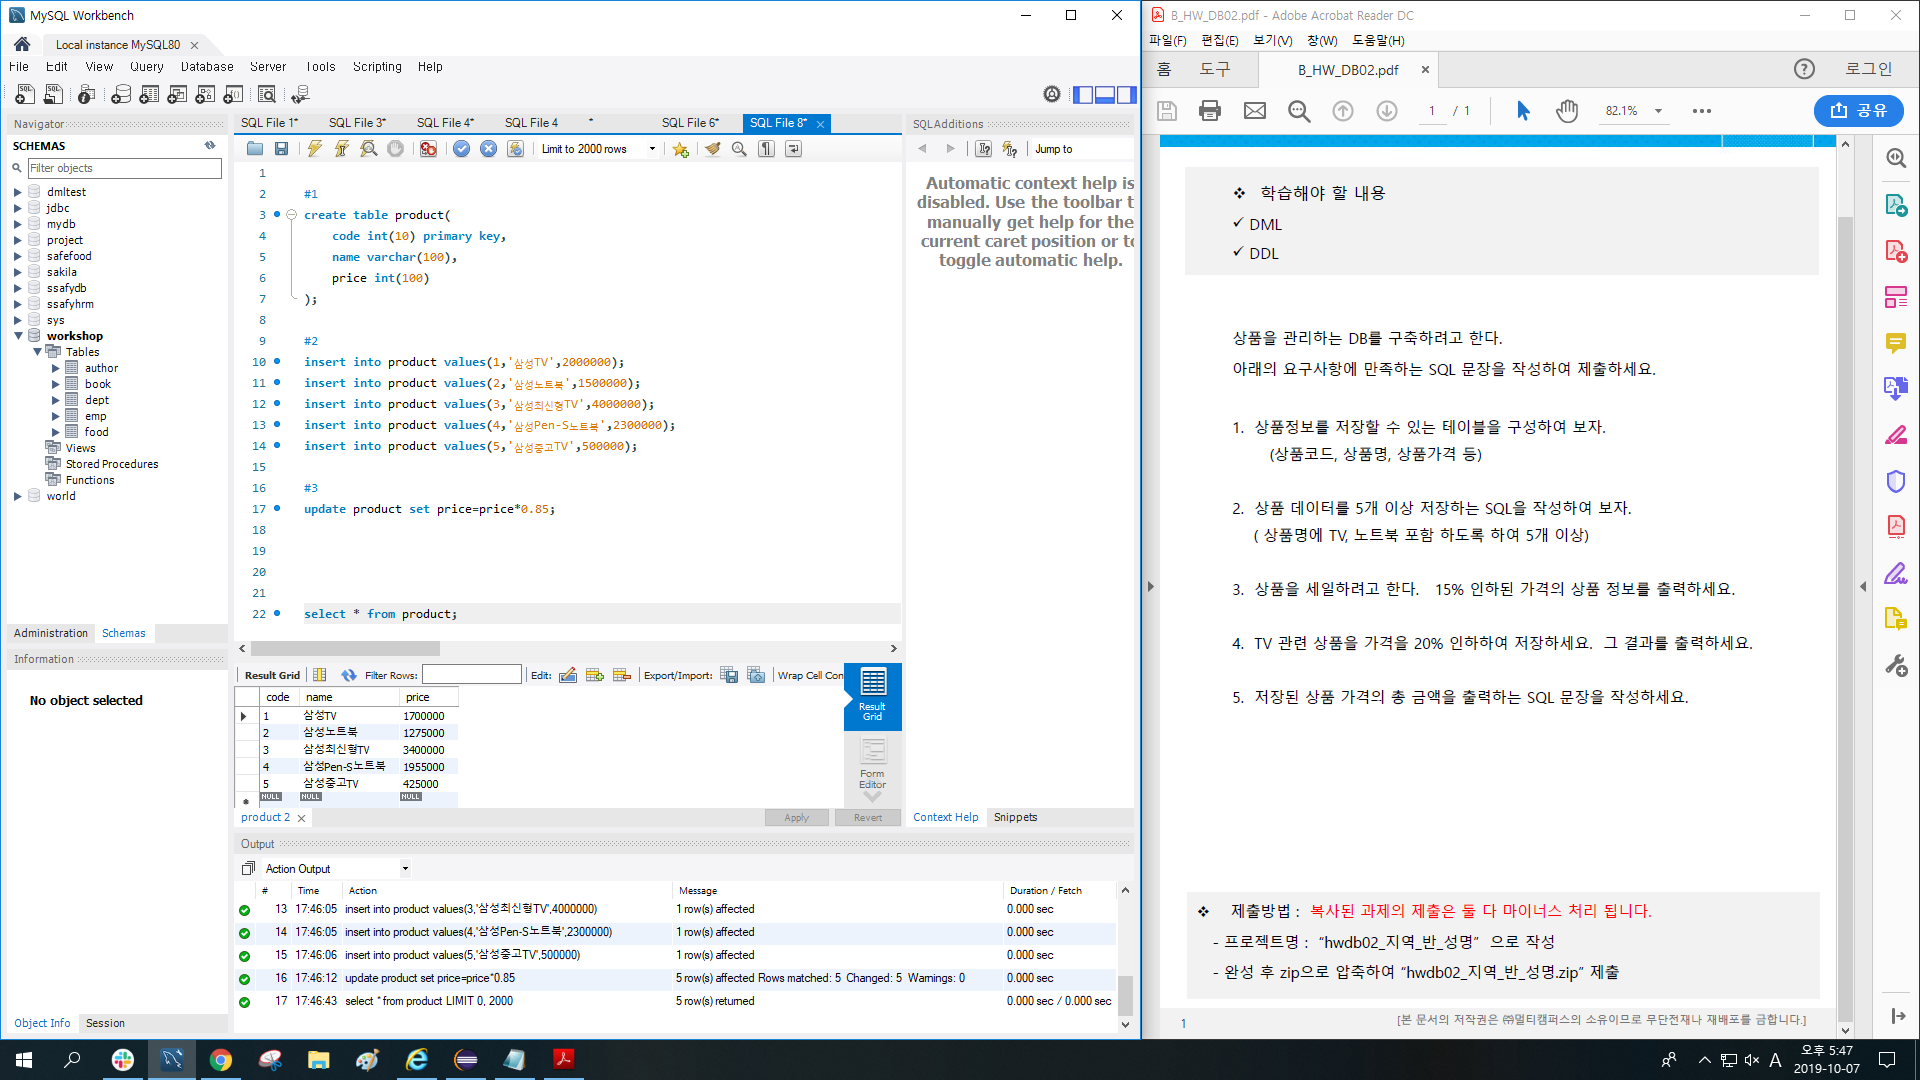 MySQL Workbench
Local instance MySQL80
File Edit View Query Database Server Tools Scripting Help
Navigator
SCHEMAS
Filter objects
dmltest
jdbc
mydb
project
safefood
sakila
ssafydb
ssafyhrm
sys
workshop
Tables
author
book
dept
emp
food
Views
Stored Procedures
Functions
world
Administration Schemas
Information
No object selected
Object Info Session
SQL File 1* SQL File 3* SQL File 4* SQL File 4 * SQL File 6* SQL File 8*
Limit to 2000 rows
1
2 #1
3 create table product(
4 code int(10) primary key,
5 name varchar(100),
6 price int(100)
7 );
8
9 #2
10 insert into product values(1,'삼성TV',2000000);
11 insert into product values(2,'삼성노트북',1500000);
12 insert into product values(3,'삼성최신형TV',4000000);
13 insert into product values(4,'삼성Pen-S노트북',2300000);
14 insert into product values(5,'삼성중고TV',500000);
15
16 #3
17 update product set price=price*0.85;
18
19
20
21
22 select * from product;
Result Grid Filter Rows: Edit: Export/Import: Wrap Cell Con
code name price
1 삼성TV 1700000
2 삼성노트북 1275000
3 삼성최신형TV 3400000
4 삼성Pen-S노트북 1955000
5 삼성중고TV 425000
NULL NULL NULL
Result Grid
Form Editor
product 2
Apply Revert
SQLAdditions
Jump to
Automatic context help is
disabled. Use the toolbar t
manually get help for the
current caret position or to
toggle automatic help.
Context Help Snippets
Output
Action Output
# Time Action Message Duration / Fetch
13 17:46:05 insert into product values(3,'삼성최신형TV',4000000) 1 row(s) affected 0.000 sec
14 17:46:05 insert into product values(4,'삼성Pen-S노트북',2300000) 1 row(s) affected 0.000 sec
15 17:46:06 insert into product values(5,'삼성중고TV',500000) 1 row(s) affected 0.000 sec
16 17:46:12 update product set price=price*0.85 5 row(s) affected Rows matched: 5 Changed: 5 Warnings: 0 0.000 sec
17 17:46:43 select * from product LIMIT 0, 2000 5 row(s) returned 0.000 sec / 0.000 sec
B_HW_DB02.pdf - Adobe Acrobat Reader DC
파일(F) 편집(E) 보기(V) 창(W) 도움말(H)
홈 도구 B_HW_DB02.pdf 로그인
1 / 1 82.1% 공유
❖ 학습해야 할 내용
✓ DML
✓ DDL
상품을 관리하는 DB를 구축하려고 한다.
아래의 요구사항에 만족하는 SQL 문장을 작성하여 제출하세요.
1. 상품정보를 저장할 수 있는 테이블을 구성하여 보자.
(상품코드, 상품명, 상품가격 등)
2. 상품 데이터를 5개 이상 저장하는 SQL을 작성하여 보자.
( 상품명에 TV, 노트북 포함 하도록 하여 5개 이상)
3. 상품을 세일하려고 한다. 15% 인하된 가격의 상품 정보를 출력하세요.
4. TV 관련 상품을 가격을 20% 인하하여 저장하세요. 그 결과를 출력하세요.
5. 저장된 상품 가격의 총 금액을 출력하는 SQL 문장을 작성하세요.
❖ 제출방법 : 복사된 과제의 제출은 둘 다 마이너스 처리 됩니다.
- 프로젝트명 : “hwdb02_지역_반_성명” 으로 작성
- 완성 후 zip으로 압축하여 “hwdb02_지역_반_성명.zip” 제출
1 [본 문서의 저작권은 ㈜멀티캠퍼스의 소유이므로 무단전재나 재배포를 금합니다.]
A 오후 5:47
2019-10-07